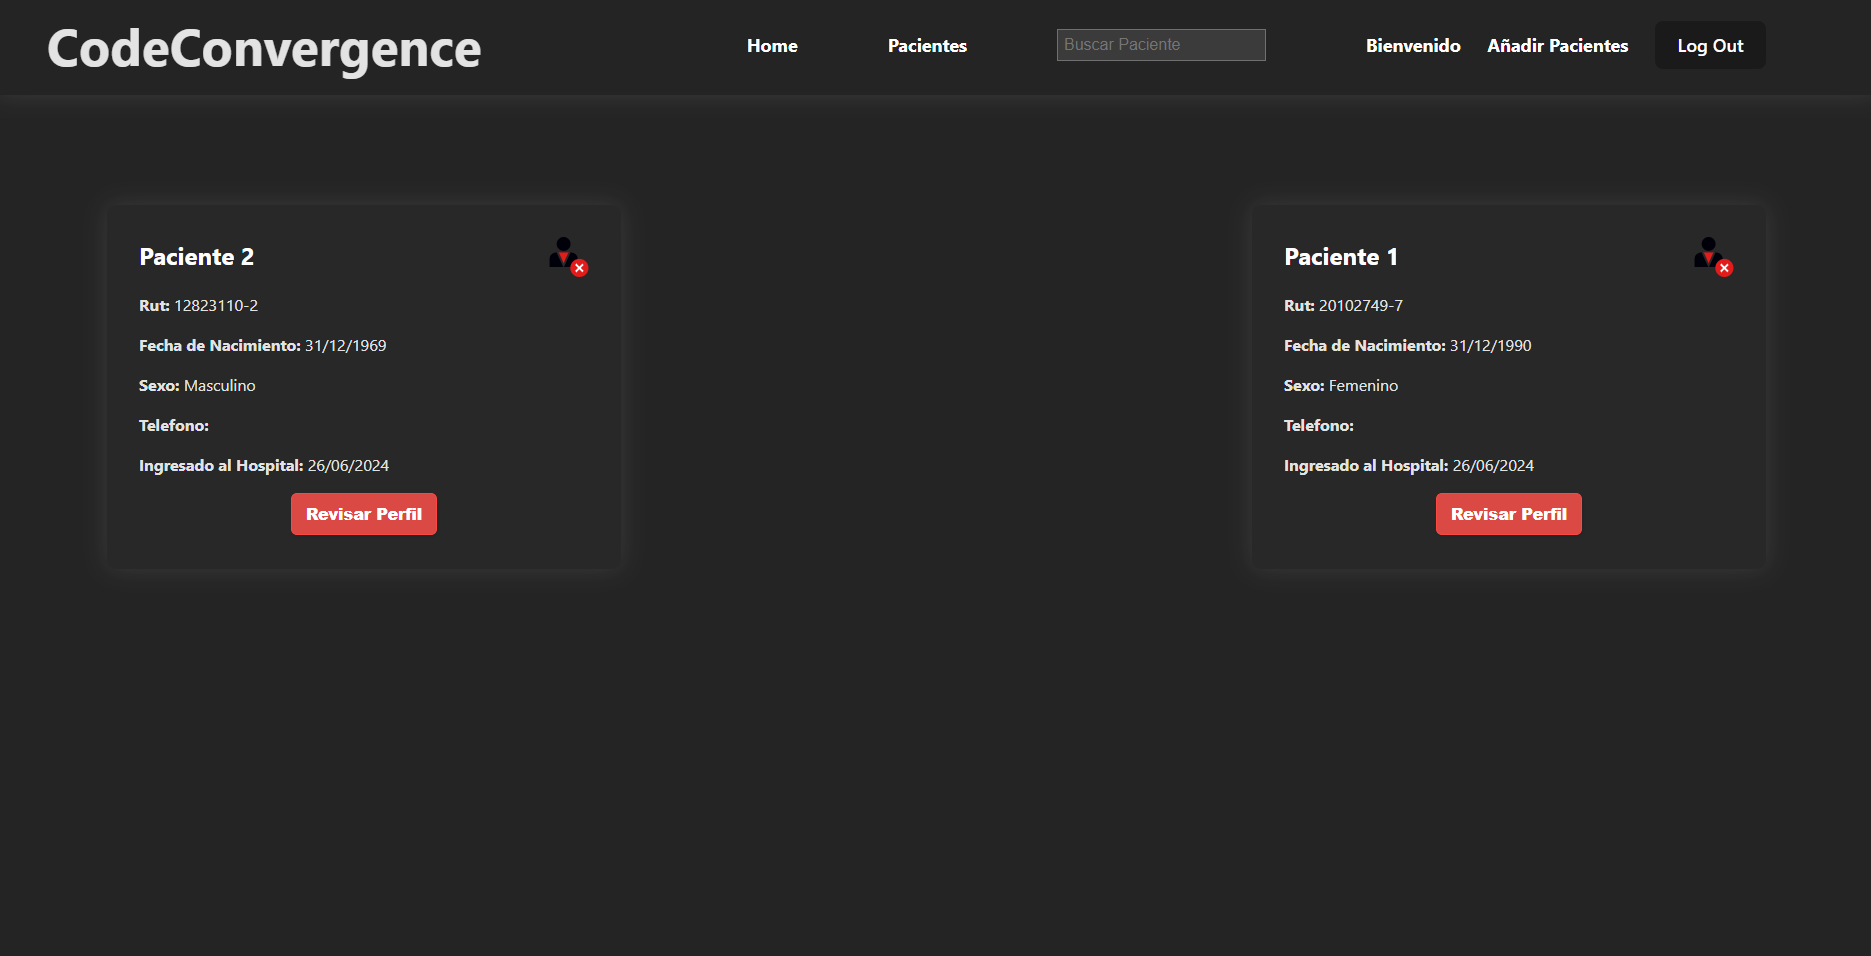 CodeConvergence
Home
Pacientes
Buscar Paciente
Bienvenido
Añadir Pacientes
Log Out
Paciente 2
Rut: 12823110-2
Fecha de Nacimiento: 31/12/1969
Sexo: Masculino
Telefono:
Ingresado al Hospital: 26/06/2024
Revisar Perfil
Paciente 1
Rut: 20102749-7
Fecha de Nacimiento: 31/12/1990
Sexo: Femenino
Telefono:
Ingresado al Hospital: 26/06/2024
Revisar Perfil